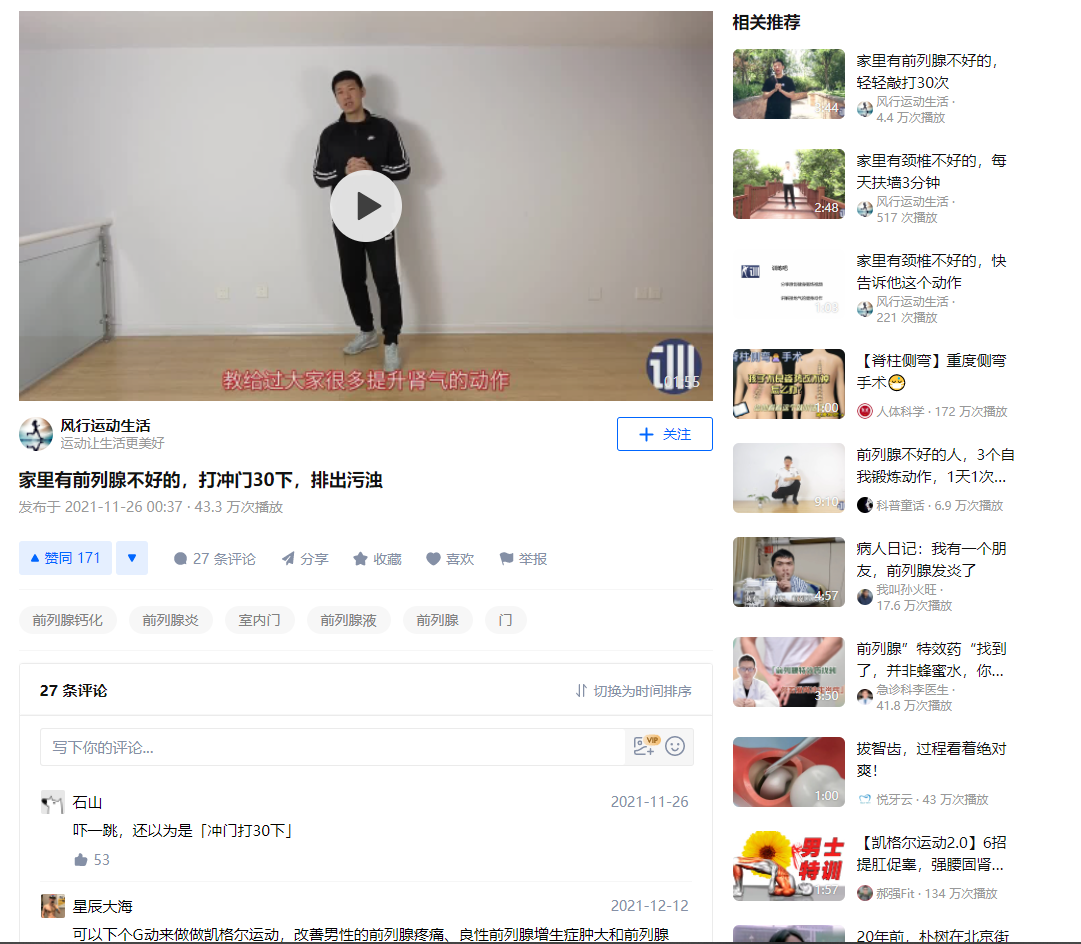 教给过大家很多提升肾气的动作
01:55
风行运动生活
运动让生活更美好
关注
家里有前列腺不好的，打冲门30下，排出污浊
发布于 2021-11-26 00:37 · 43.3 万次播放
赞同 171
27 条评论
分享
收藏
喜欢
举报
前列腺钙化
前列腺炎
室内门
前列腺液
前列腺
门
27 条评论
切换为时间排序
写下你的评论...
VIP
石山
2021-11-26
吓一跳，还以为是「冲门打30下」
53
星辰大海
2021-12-12
可以下个G动来做做凯格尔运动，改善男性的前列腺疼痛、良性前列腺增生症肿大和前列腺
相关推荐
3:44
家里有前列腺不好的，
轻轻敲打30次
风行运动生活 ·
4.4 万次播放
2:48
家里有颈椎不好的，每
天扶墙3分钟
风行运动生活 ·
517 次播放
家里有颈椎不好的，快
告诉他这个动作
风行运动生活 ·
221 次播放
1:00
【脊柱侧弯】重度侧弯
手术
人体科学 · 172 万次播放
9:10
前列腺不好的人，3个自
我锻炼动作，1天1次...
科普童话 · 6.9 万次播放
4:57
病人日记：我有一个朋
友，前列腺发炎了
我叫孙火旺 ·
17.6 万次播放
3:50
前列腺”特效药“找到
了，并非蜂蜜水，你...
急诊科李医生 ·
41.8 万次播放
1:00
拔智齿，过程看着绝对
爽！
悦牙云 · 43 万次播放
男士
特训
1:57
【凯格尔运动2.0】6招
提肛促睾，强腰固肾...
郝强Fit · 134 万次播放
20年前，朴树在北京街